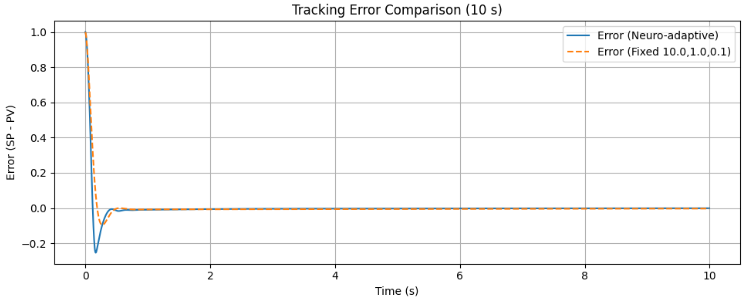 Tracking Error Comparison (10 s)
Error (Neuro-adaptive)
Error (Fixed 10.0,1.0,0.1)
Error (SP - PV)
1.0
0.8
0.6
0.4
0.2
0.0
−0.2
0
2
4
6
8
10
Time (s)